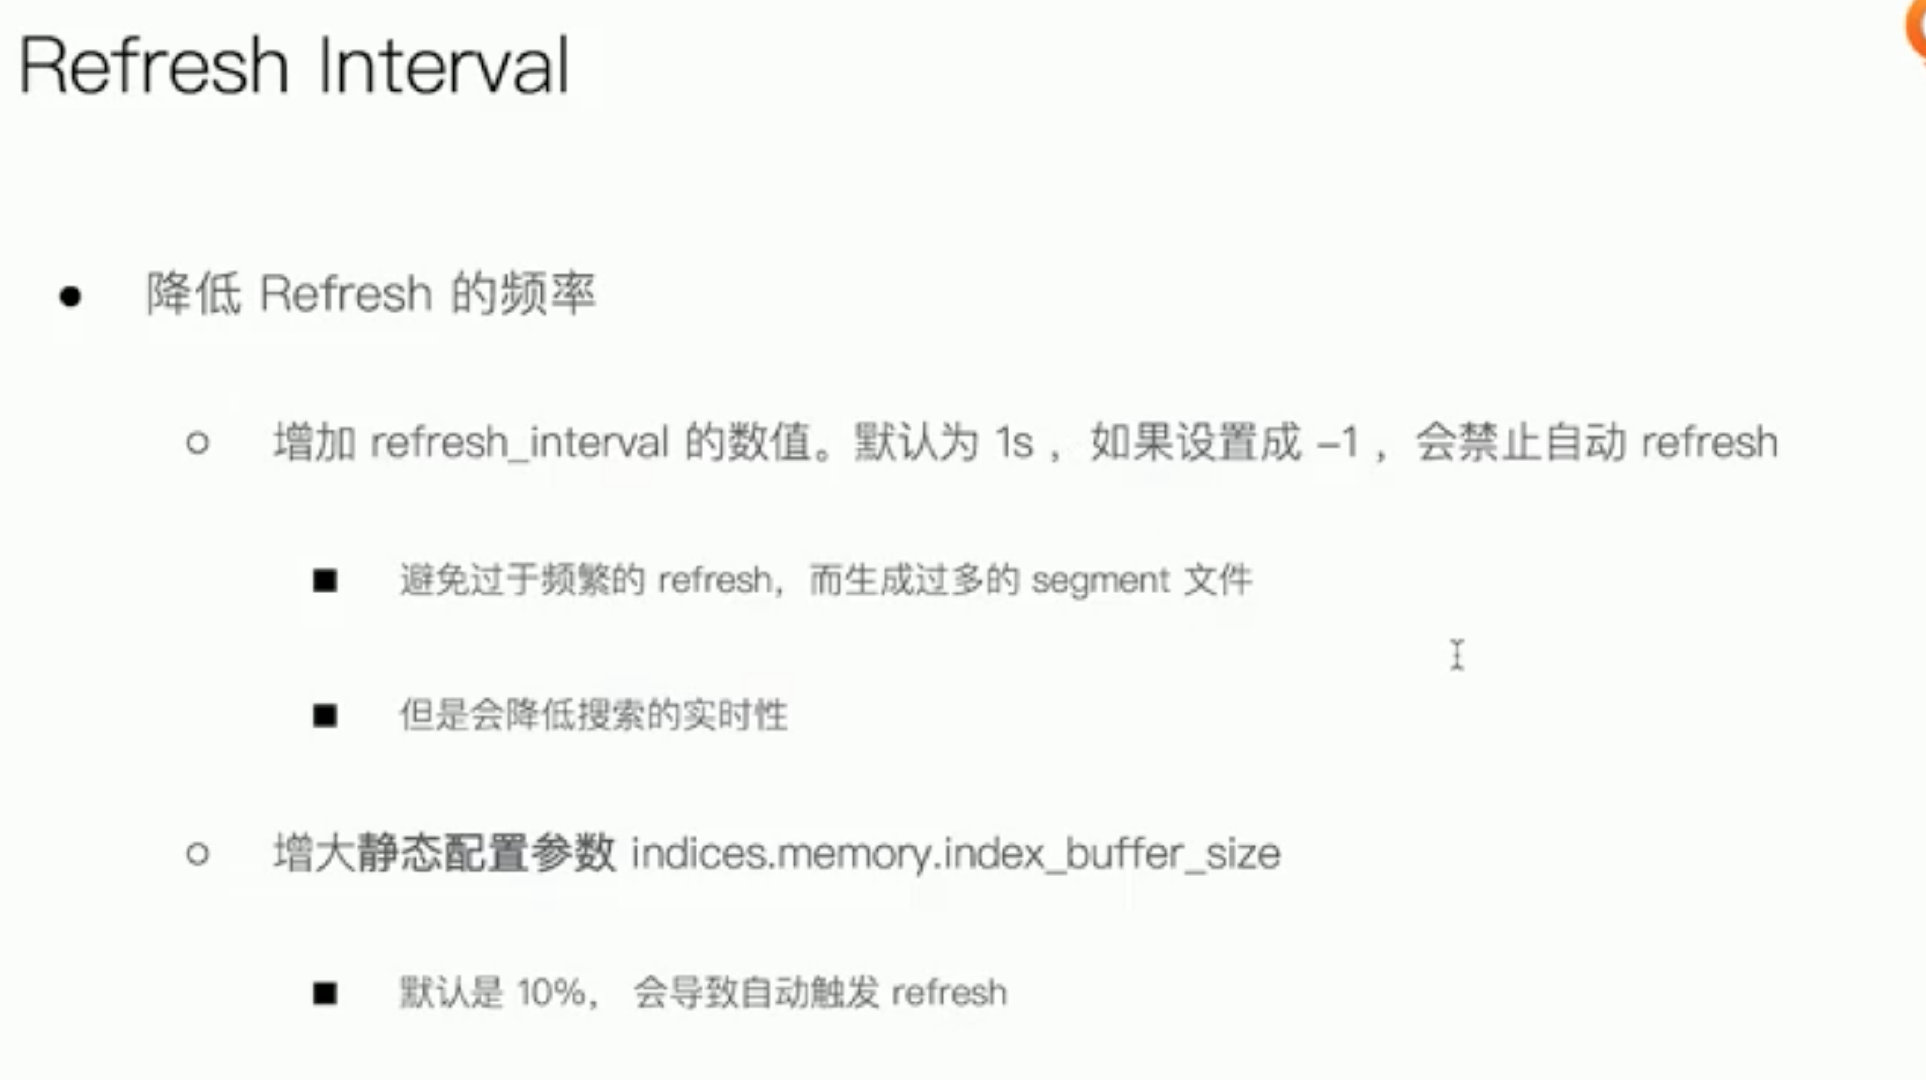 Refresh Interval
降低 Refresh 的频率
增加 refresh_interval 的数值。默认为 1s ，如果设置成 –1 ，会禁止自动 refresh
避免过于频繁的 refresh，而生成过多的 segment 文件
但是会降低搜索的实时性
增大静态配置参数 indices.memory.index_buffer_size
默认是 10%， 会导致自动触发 refresh